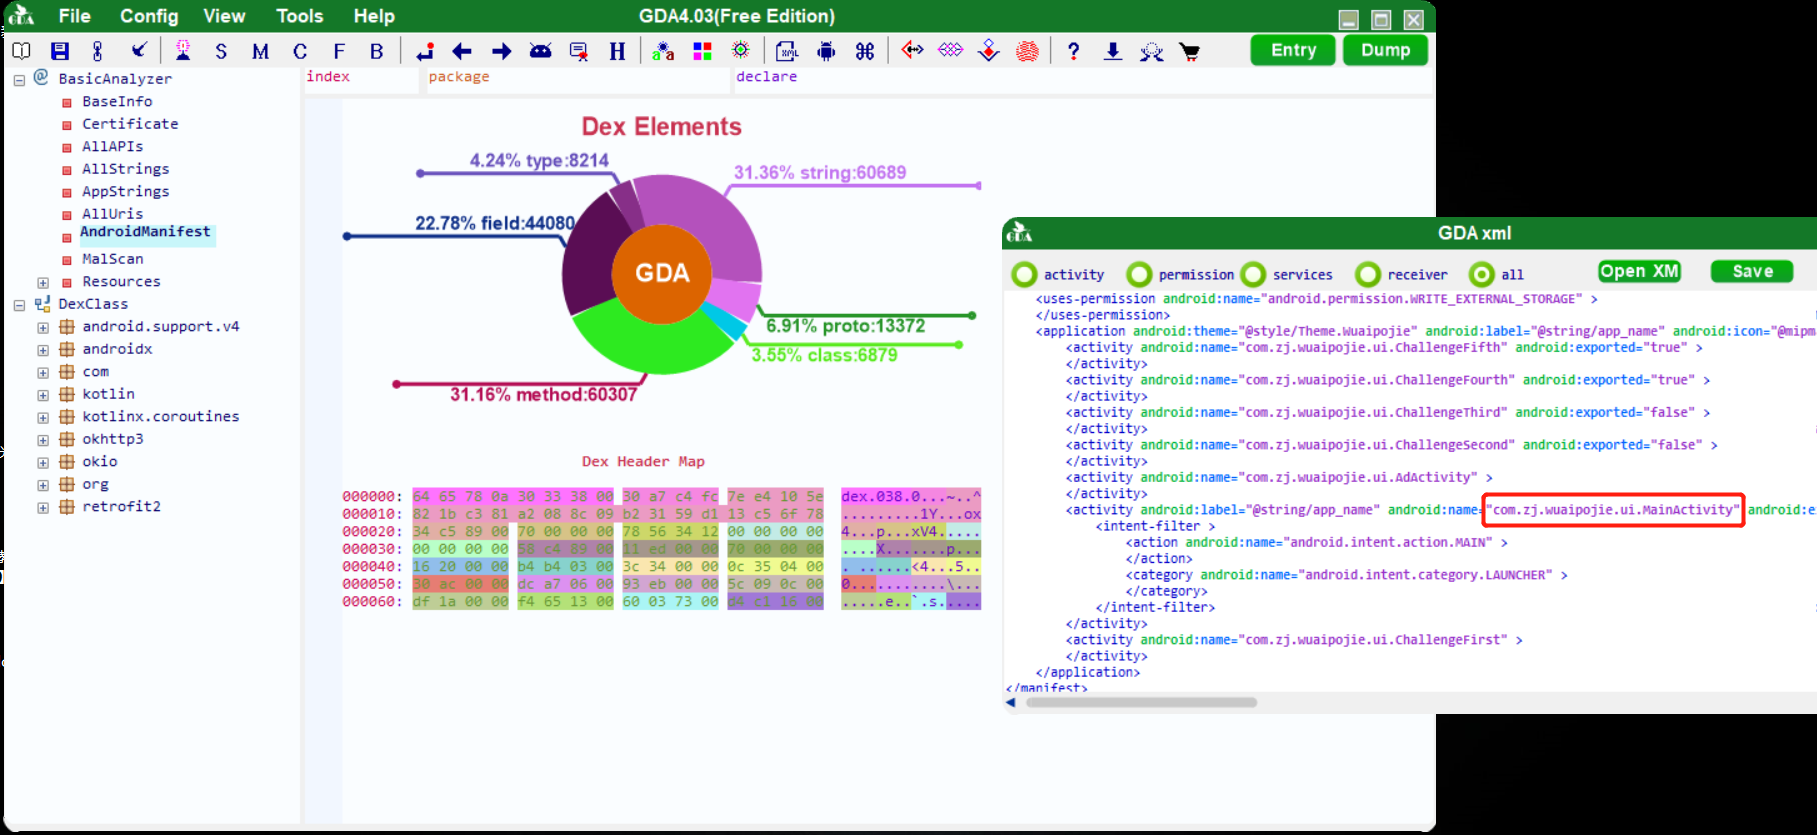 GDA File Config View Tools Help GDA4.03(Free Edition)
S M C F B H a a XML ? Entry Dump
@ BasicAnalyzer
BaseInfo
Certificate
AllAPIs
AllStrings
AppStrings
AllUris
AndroidManifest
MalScan
Resources
DexClass
android.support.v4
androidx
com
kotlin
kotlinx.coroutines
okhttp3
okio
org
retrofit2
index package declare
Dex Elements
4.24% type:8214
31.36% string:60689
22.78% field:44080
GDA
6.91% proto:13372
3.55% class:6879
31.16% method:60307
Dex Header Map
000000: 64 65 78 0a 30 33 38 00 30 a7 c4 fc 7e e4 10 5e dex.038.0...~..^
000010: 82 1b c3 81 a2 08 8c 09 b2 31 59 d1 13 c5 6f 78 .........1Y...ox
000020: 34 c5 89 00 70 00 00 00 78 56 34 12 00 00 00 00 4...p...xV4.....
000030: 00 00 00 00 58 c4 89 00 11 ed 00 00 70 00 00 00 ....X.......p...
000040: 16 20 00 00 b4 b4 03 00 3c 34 00 00 0c 35 04 00 . ......<4...5..
000050: 30 ac 00 00 dc a7 06 00 93 eb 00 00 5c 09 0c 00 0...........\...
000060: df 1a 00 00 f4 65 13 00 60 03 73 00 d4 c1 16 00 .....e..`.s.....
GDA GDA xml
activity permission services receiver all Open XM Save
<uses-permission android:name="android.permission.WRITE_EXTERNAL_STORAGE" >
</uses-permission>
<application android:theme="@style/Theme.Wuaipojie" android:label="@string/app_name" android:icon="@mipm
<activity android:name="com.zj.wuaipojie.ui.ChallengeFifth" android:exported="true" >
</activity>
<activity android:name="com.zj.wuaipojie.ui.ChallengeFourth" android:exported="true" >
</activity>
<activity android:name="com.zj.wuaipojie.ui.ChallengeThird" android:exported="false" >
</activity>
<activity android:name="com.zj.wuaipojie.ui.ChallengeSecond" android:exported="false" >
</activity>
<activity android:name="com.zj.wuaipojie.ui.AdActivity" >
</activity>
<activity android:label="@string/app_name" android:name="com.zj.wuaipojie.ui.MainActivity" android:e
<intent-filter >
<action android:name="android.intent.action.MAIN" >
</action>
<category android:name="android.intent.category.LAUNCHER" >
</category>
</intent-filter>
</activity>
<activity android:name="com.zj.wuaipojie.ui.ChallengeFirst" >
</activity>
</application>
</manifest>